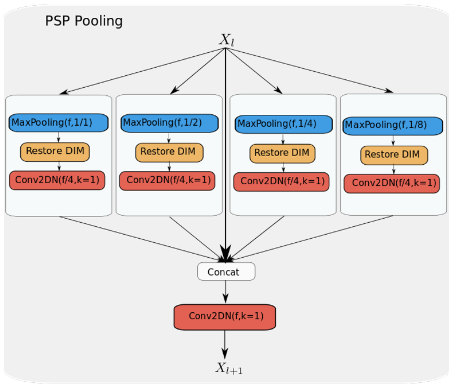 PSP Pooling
X_l
MaxPooling(f,1/1) MaxPooling(f,1/2) MaxPooling(f,1/4) MaxPooling(f,1/8)
Restore DIM Restore DIM Restore DIM Restore DIM
Conv2DN(f/4,k=1) Conv2DN(f/4,k=1) Conv2DN(f/4,k=1) Conv2DN(f/4,k=1)
Concat
Conv2DN(f,k=1)
X_{l+1}